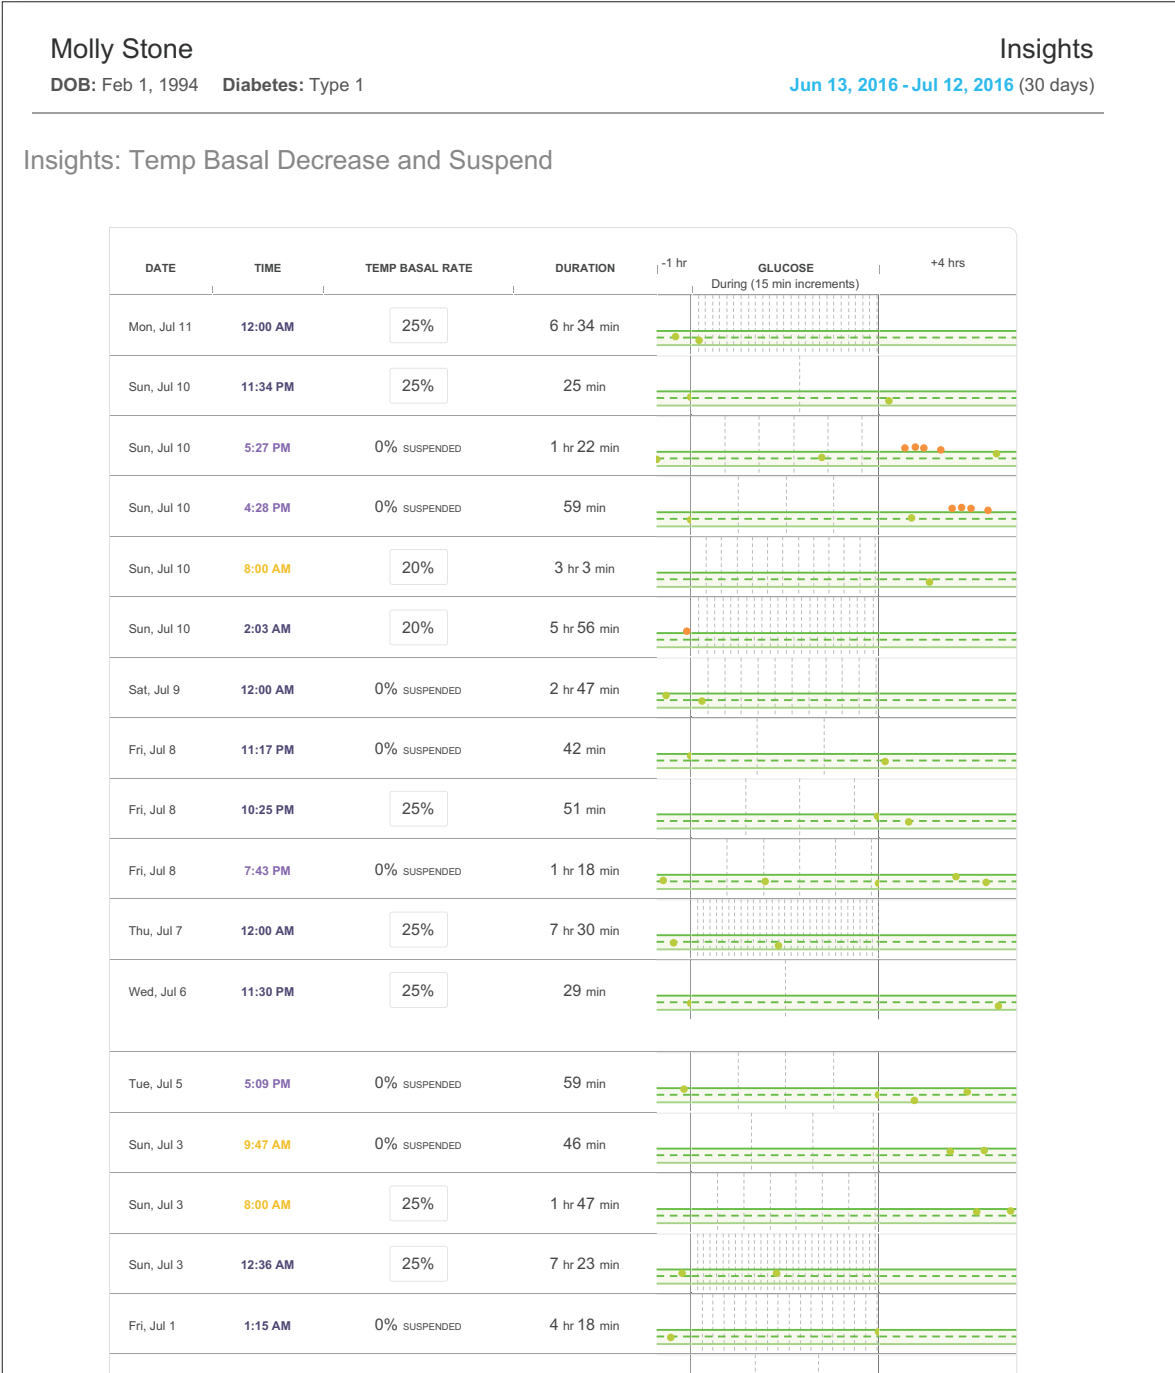 Molly Stone Insights
DOB: Feb 1, 1994 Diabetes: Type 1 Jun 13, 2016 - Jul 12, 2016 (30 days)
Insights: Temp Basal Decrease and Suspend
DATE TIME TEMP BASAL RATE DURATION -1 hr GLUCOSE +4 hrs
During (15 min increments)
Mon, Jul 11 12:00 AM 25% 6 hr 34 min
Sun, Jul 10 11:34 PM 25% 25 min
Sun, Jul 10 5:27 PM 0% SUSPENDED 1 hr 22 min
Sun, Jul 10 4:28 PM 0% SUSPENDED 59 min
Sun, Jul 10 8:00 AM 20% 3 hr 3 min
Sun, Jul 10 2:03 AM 20% 5 hr 56 min
Sat, Jul 9 12:00 AM 0% SUSPENDED 2 hr 47 min
Fri, Jul 8 11:17 PM 0% SUSPENDED 42 min
Fri, Jul 8 10:25 PM 25% 51 min
Fri, Jul 8 7:43 PM 0% SUSPENDED 1 hr 18 min
Thu, Jul 7 12:00 AM 25% 7 hr 30 min
Wed, Jul 6 11:30 PM 25% 29 min
Tue, Jul 5 5:09 PM 0% SUSPENDED 59 min
Sun, Jul 3 9:47 AM 0% SUSPENDED 46 min
Sun, Jul 3 8:00 AM 25% 1 hr 47 min
Sun, Jul 3 12:36 AM 25% 7 hr 23 min
Fri, Jul 1 1:15 AM 0% SUSPENDED 4 hr 18 min